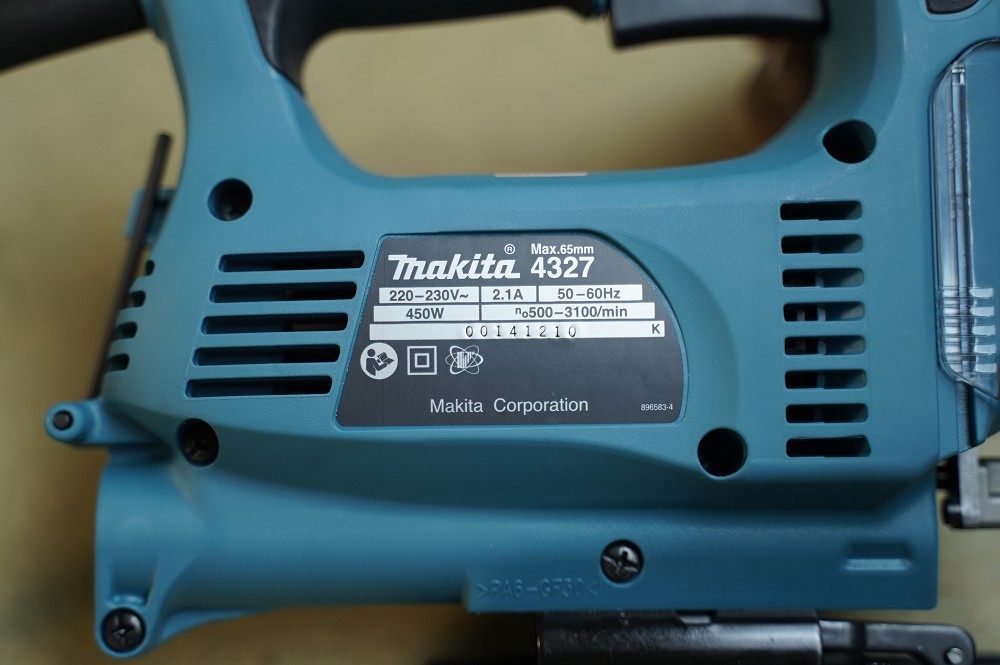 Makita ® Max.65mm
4327
220–230V~ 2.1A 50–60Hz
450W no500–3100/min
00141210 K
Makita Corporation 896583-4
>PA6-GF30<